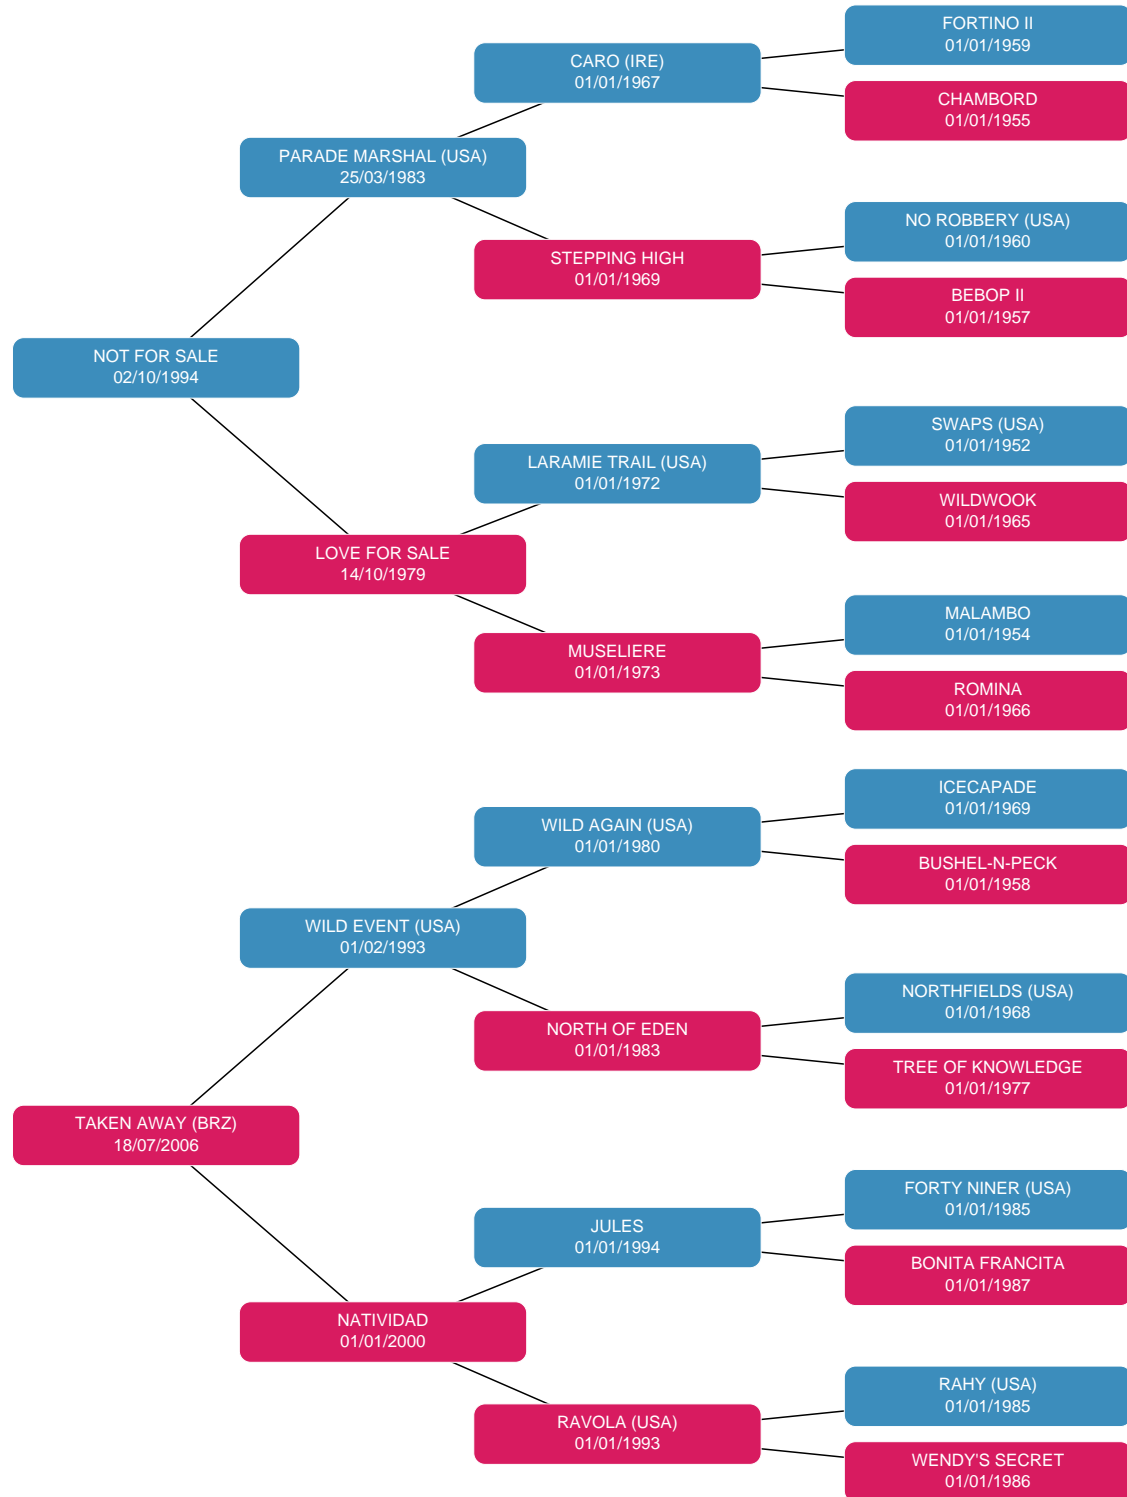 FORTINO II
01/01/1959
CARO (IRE)
01/01/1967
CHAMBORD
01/01/1955
PARADE MARSHAL (USA)
25/03/1983
NO ROBBERY (USA)
01/01/1960
STEPPING HIGH
01/01/1969
BEBOP II
01/01/1957
NOT FOR SALE
02/10/1994
SWAPS (USA)
01/01/1952
LARAMIE TRAIL (USA)
01/01/1972
WILDWOOK
01/01/1965
LOVE FOR SALE
14/10/1979
MALAMBO
01/01/1954
MUSELIERE
01/01/1973
ROMINA
01/01/1966
ICECAPADE
01/01/1969
WILD AGAIN (USA)
01/01/1980
BUSHEL-N-PECK
01/01/1958
WILD EVENT (USA)
01/02/1993
NORTHFIELDS (USA)
01/01/1968
NORTH OF EDEN
01/01/1983
TREE OF KNOWLEDGE
01/01/1977
TAKEN AWAY (BRZ)
18/07/2006
FORTY NINER (USA)
01/01/1985
JULES
01/01/1994
BONITA FRANCITA
01/01/1987
NATIVIDAD
01/01/2000
RAHY (USA)
01/01/1985
RAVOLA (USA)
01/01/1993
WENDY'S SECRET
01/01/1986